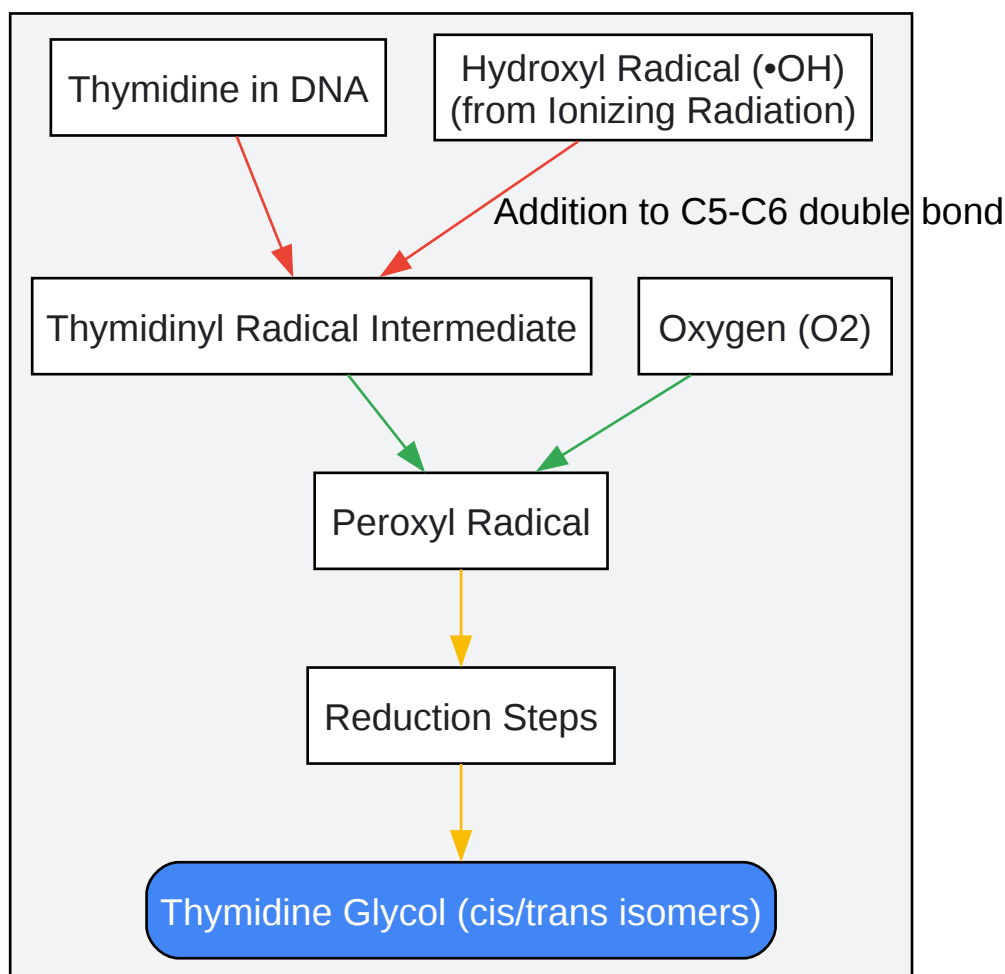 Thymidine in DNA
Hydroxyl Radical (•OH)
(from Ionizing Radiation)
Addition to C5-C6 double bond
Thymidinyl Radical Intermediate
Oxygen (O2)
Peroxyl Radical
Reduction Steps
Thymidine Glycol (cis/trans isomers)